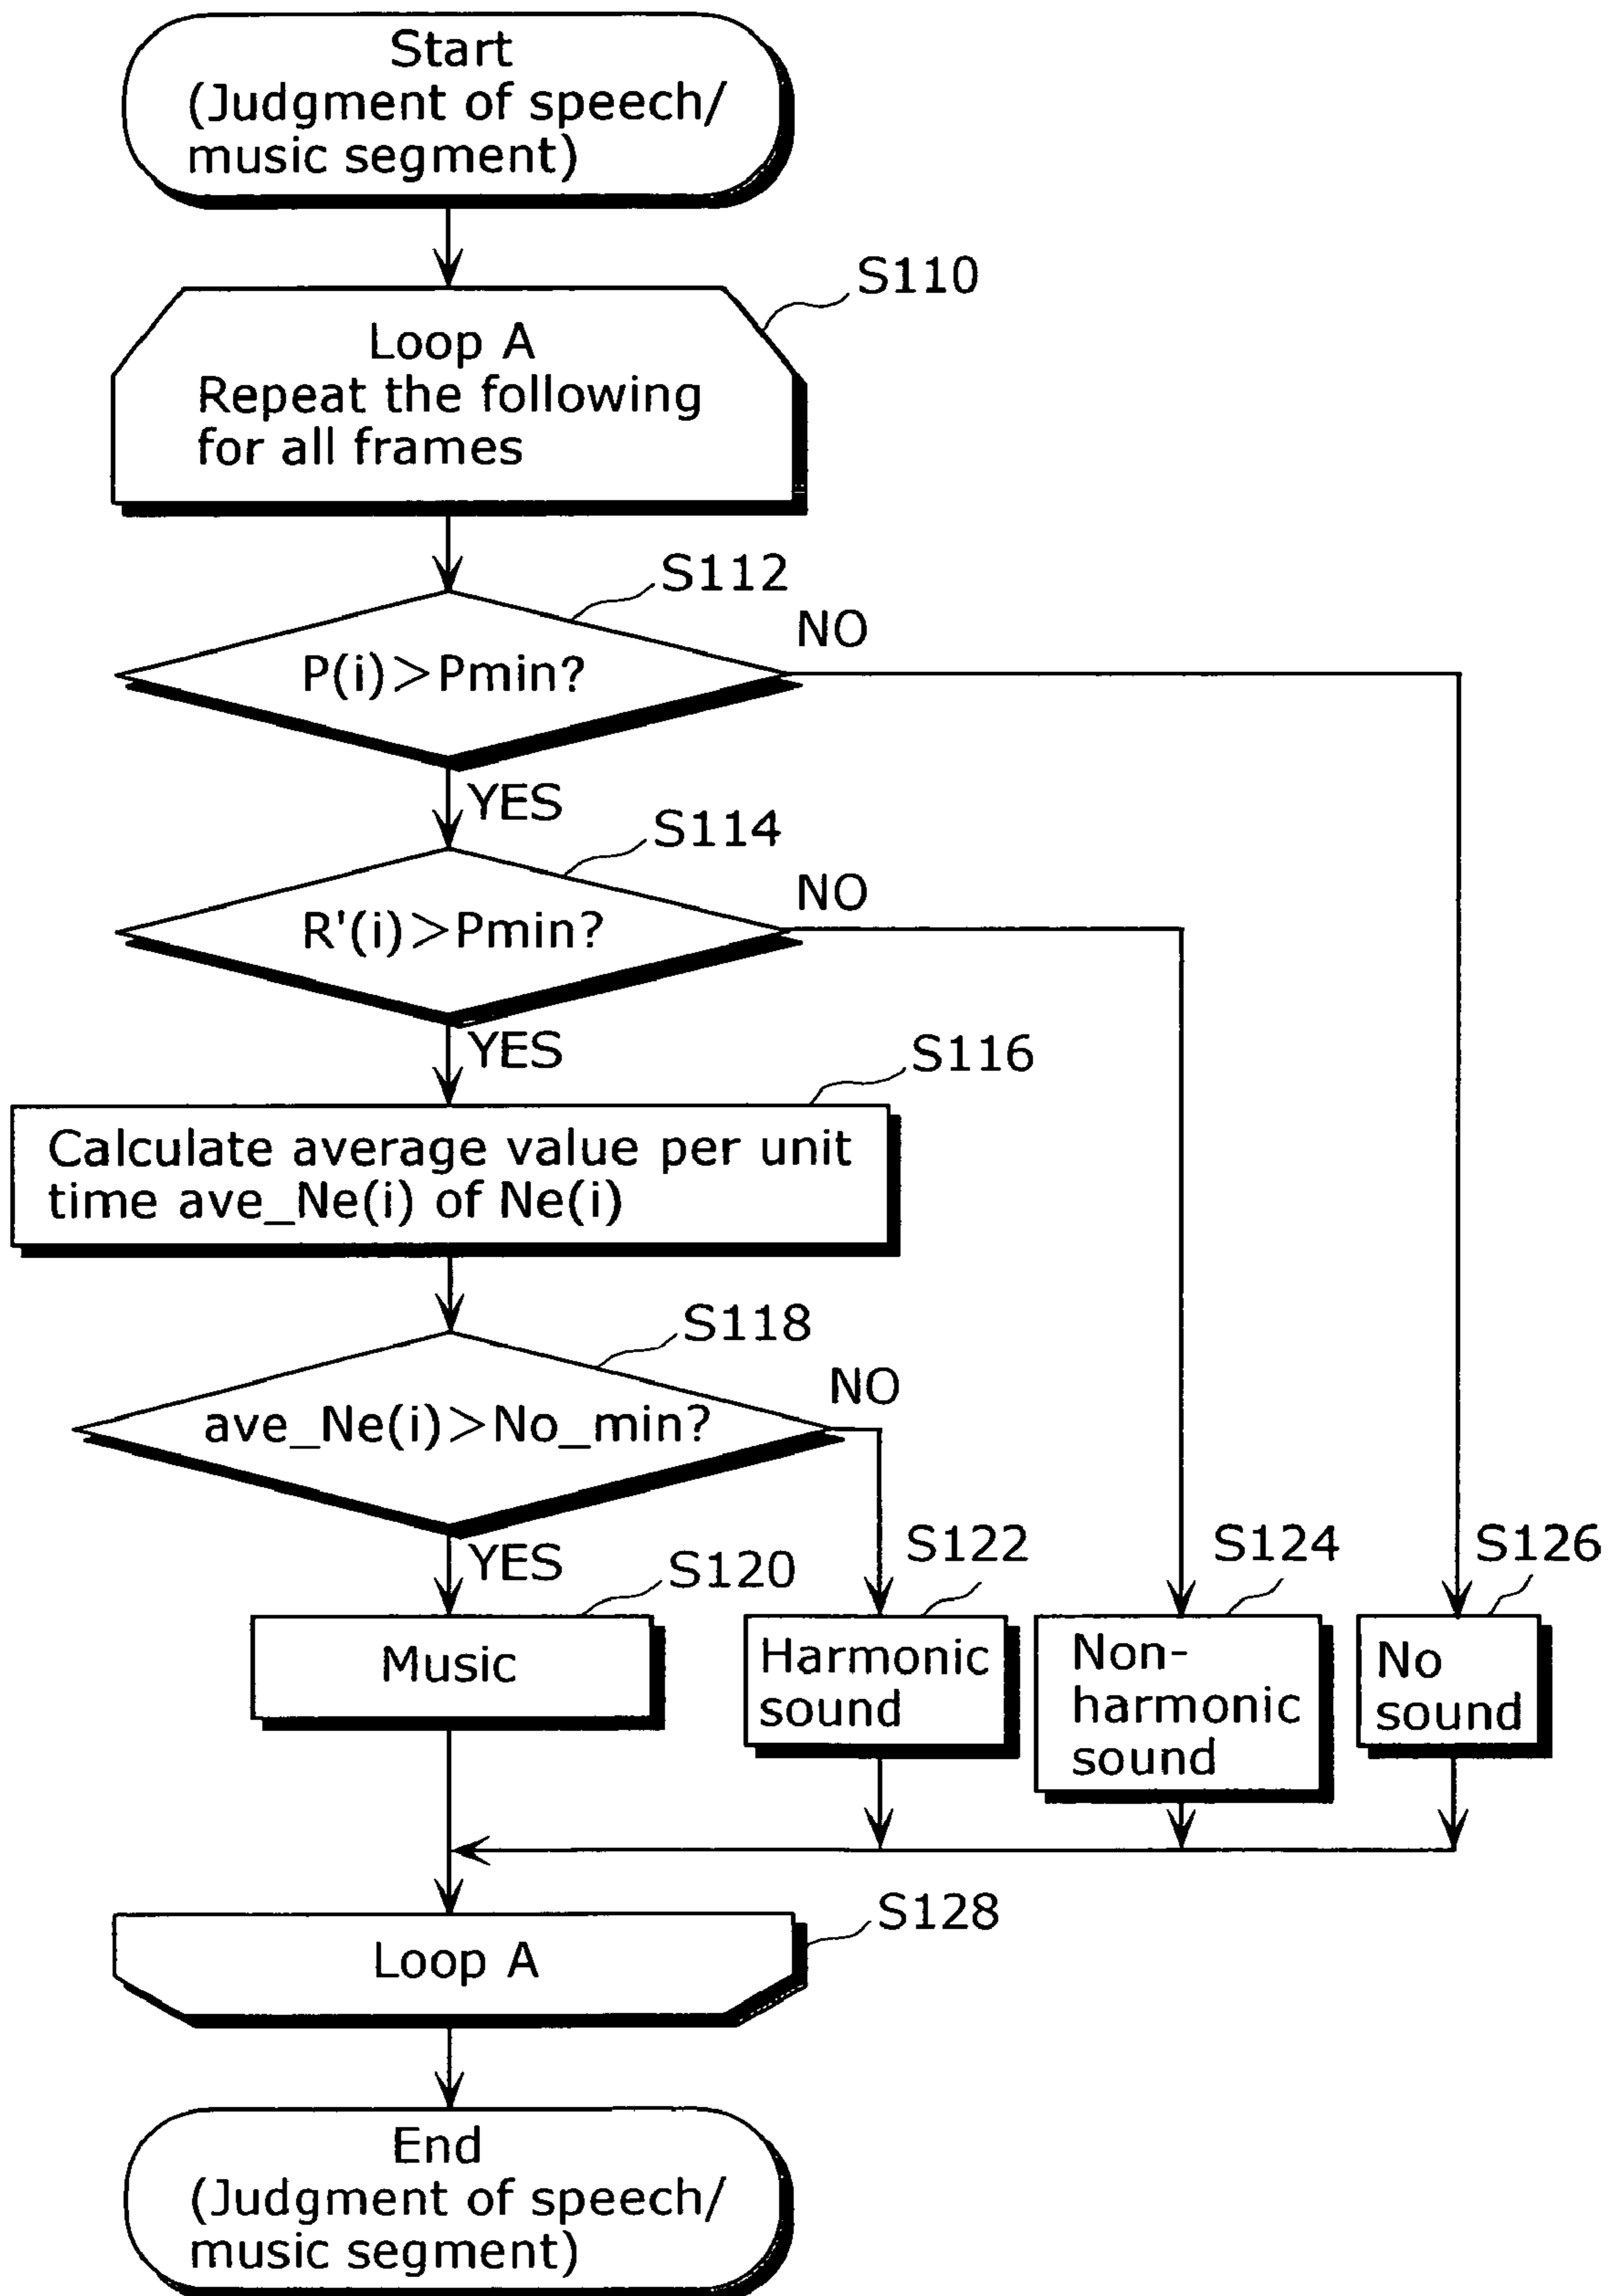 Start
(Judgment of speech/
music segment)
S110
Loop A
Repeat the following
for all frames
S112
P(i)>Pmin?
NO
YES
S114
R'(i)>Pmin?
NO
YES
S116
Calculate average value per unit
time ave_Ne(i) of Ne(i)
S118
ave_Ne(i)>No_min?
NO
YES
S120
Music
S122
Harmonic
sound
S124
Non-
harmonic
sound
S126
No
sound
S128
Loop A
End
(Judgment of speech/
music segment)